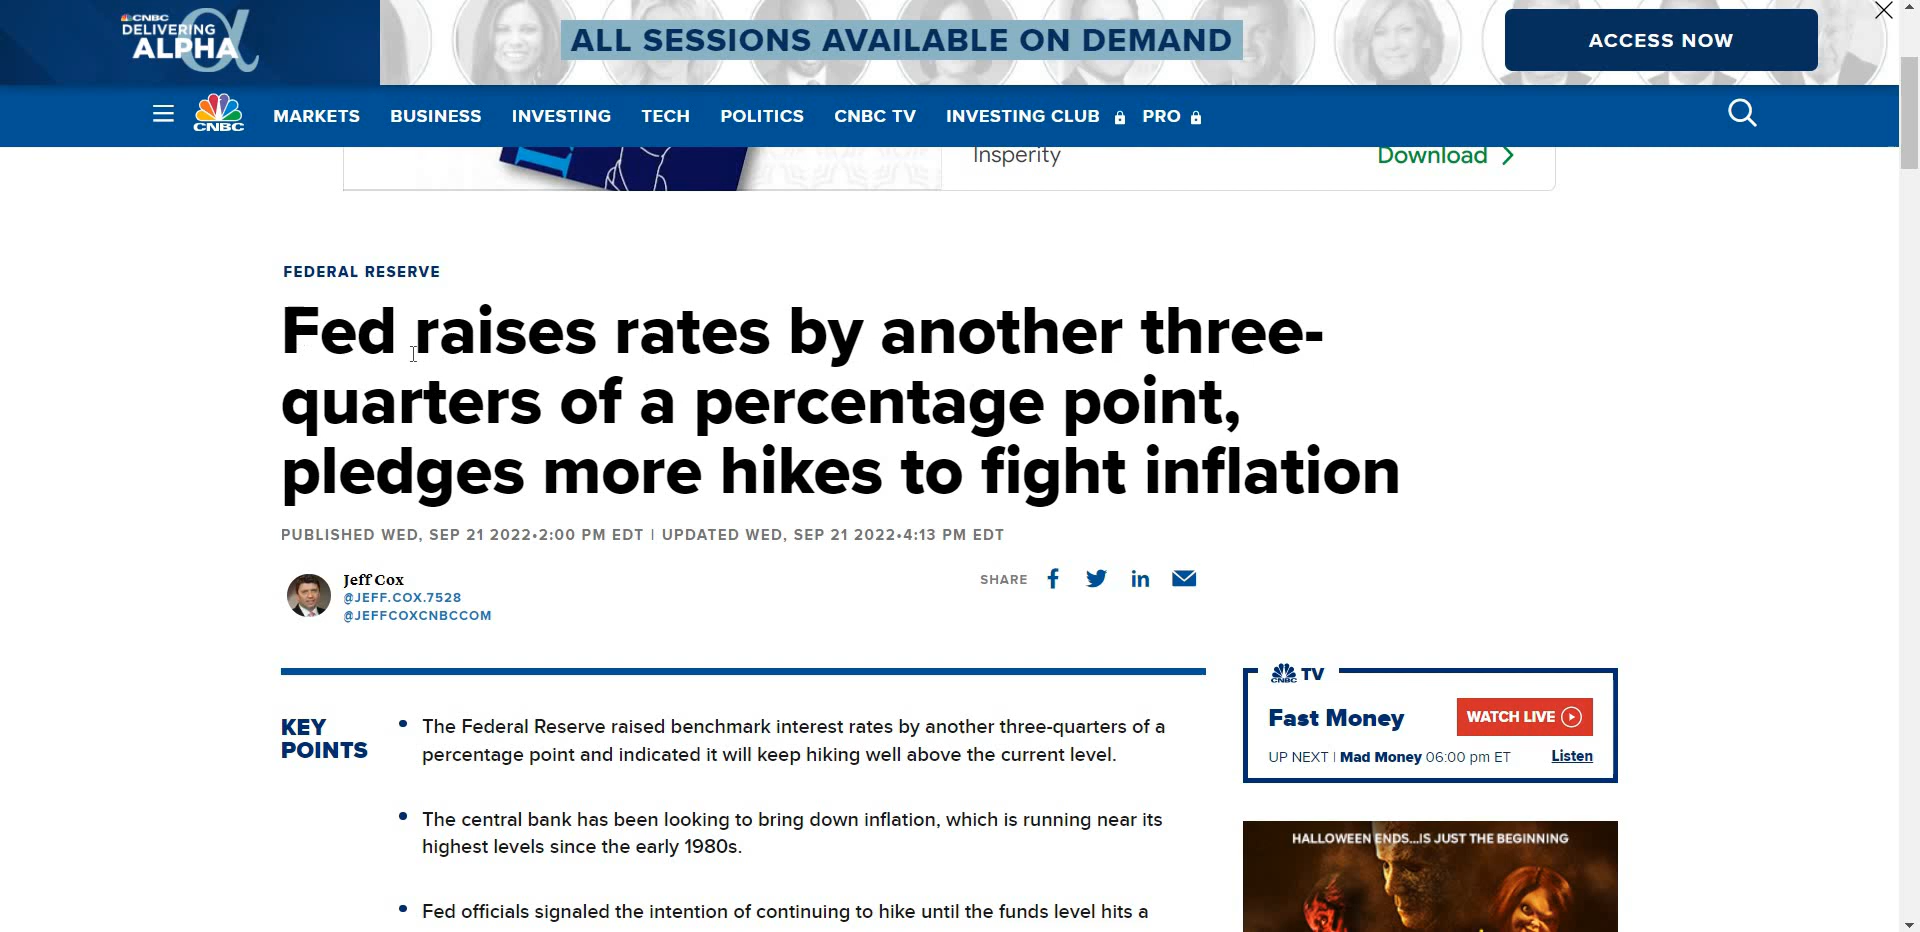 CNBC
DELIVERING
ALPHA
ALL SESSIONS AVAILABLE ON DEMAND
ACCESS NOW
CNBC
MARKETS
BUSINESS
INVESTING
TECH
POLITICS
CNBC TV
INVESTING CLUB
PRO
Insperity
Download
FEDERAL RESERVE
Fed raises rates by another three-
quarters of a percentage point,
pledges more hikes to fight inflation
PUBLISHED WED, SEP 21 2022•2:00 PM EDT | UPDATED WED, SEP 21 2022•4:13 PM EDT
Jeff Cox
@JEFF.COX.7528
@JEFFCOXCNBCCOM
SHARE
KEY
POINTS
• The Federal Reserve raised benchmark interest rates by another three-quarters of a
percentage point and indicated it will keep hiking well above the current level.
• The central bank has been looking to bring down inflation, which is running near its
highest levels since the early 1980s.
• Fed officials signaled the intention of continuing to hike until the funds level hits a
CNBC TV
Fast Money
WATCH LIVE
UP NEXT | Mad Money 06:00 pm ET
Listen
HALLOWEEN ENDS...IS JUST THE BEGINNING